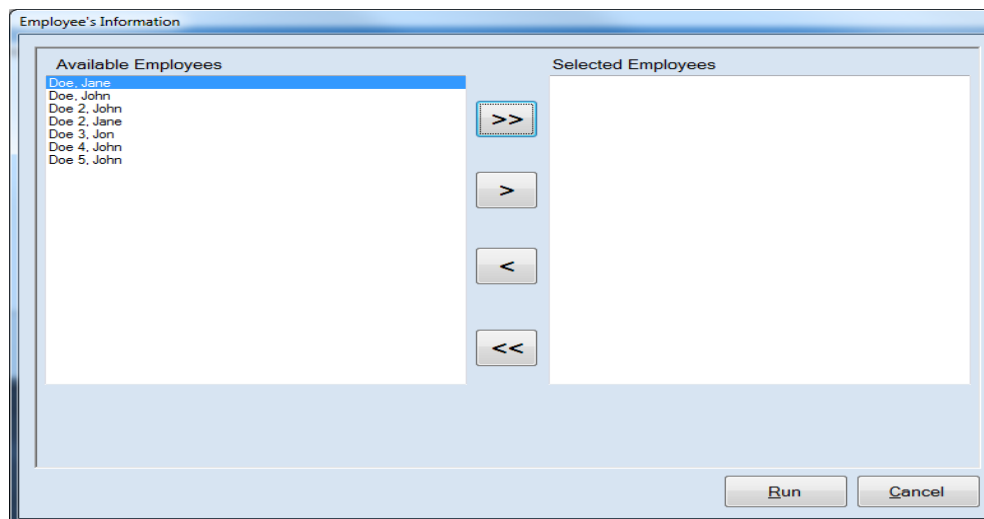 Employee's Information
Available Employees
Selected Employees
Doe, Jane
Doe, John
Doe 2, John
Doe 2, Jane
Doe 3, Jon
Doe 4, John
Doe 5, John
>>
>
<
<<
Run
Cancel